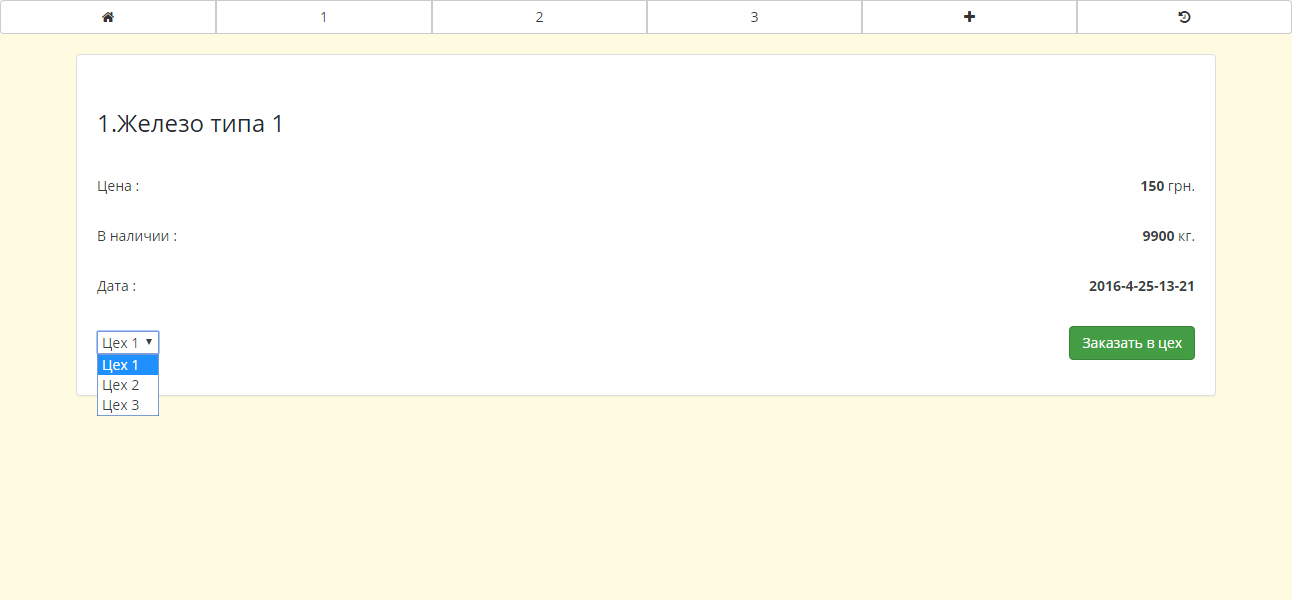 1 2 3
1.Железо типа 1
Цена : 150 грн.
В наличии : 9900 кг.
Дата : 2016-4-25-13-21
Цех 1 Заказать в цех
Цех 1
Цех 2
Цех 3